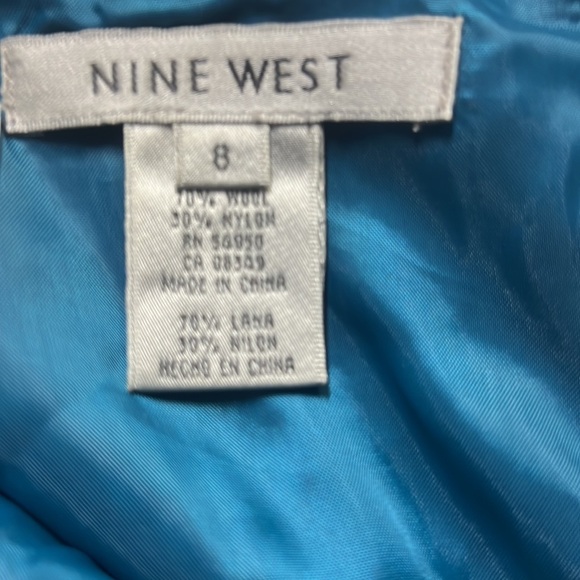 NINE WEST
8
70% WOOL
30% NYLON
RN 54050
CA 08349
MADE IN CHINA
70% LANA
30% NILON
HECHO EN CHINA